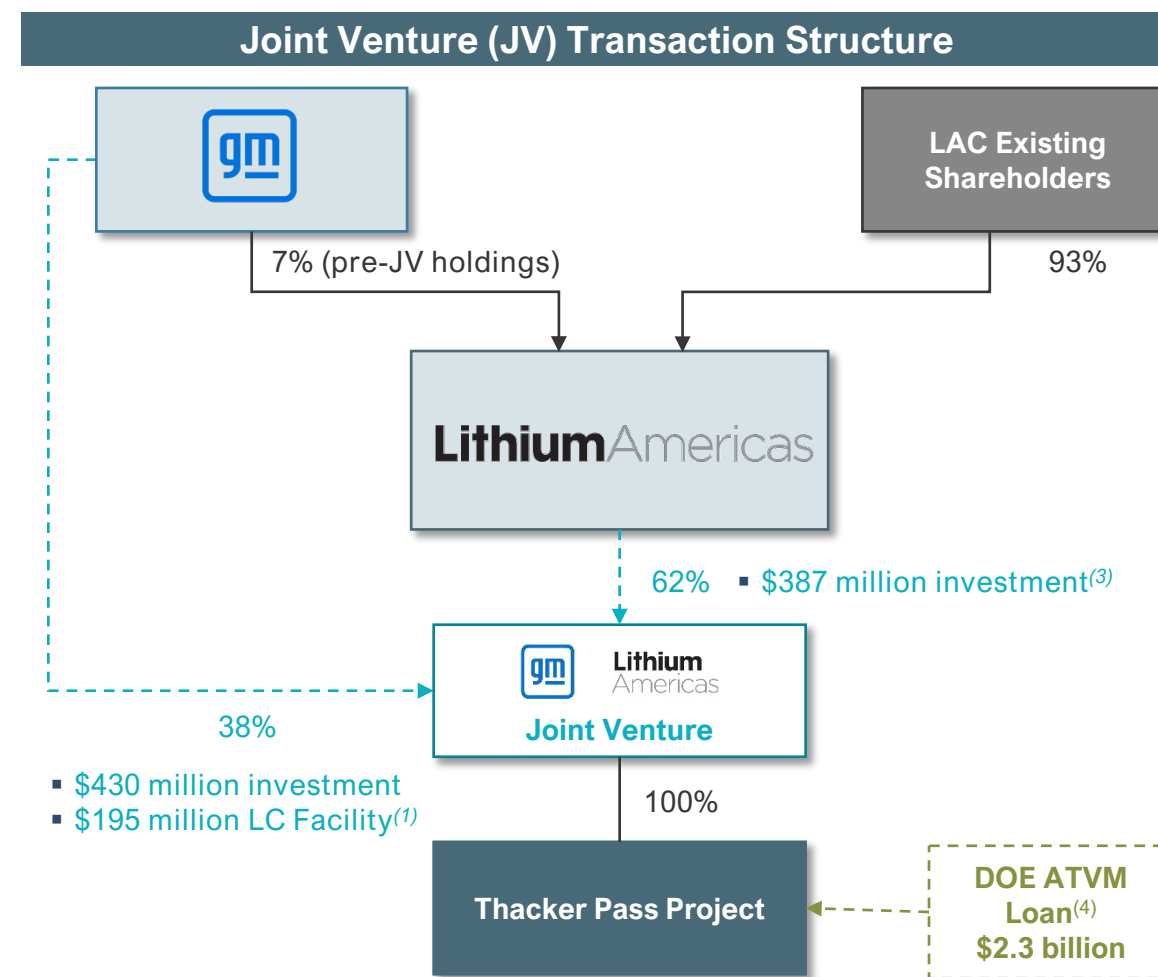 Joint Venture (JV) Transaction Structure
gm
LAC Existing
Shareholders
7% (pre-JV holdings)
93%
LithiumAmericas
62% ▪ $387 million investment(3)
gm
Lithium
Americas
Joint Venture
38%
▪ $430 million investment
▪ $195 million LC Facility(1)
100%
Thacker Pass Project
DOE ATVM
Loan(4)
$2.3 billion